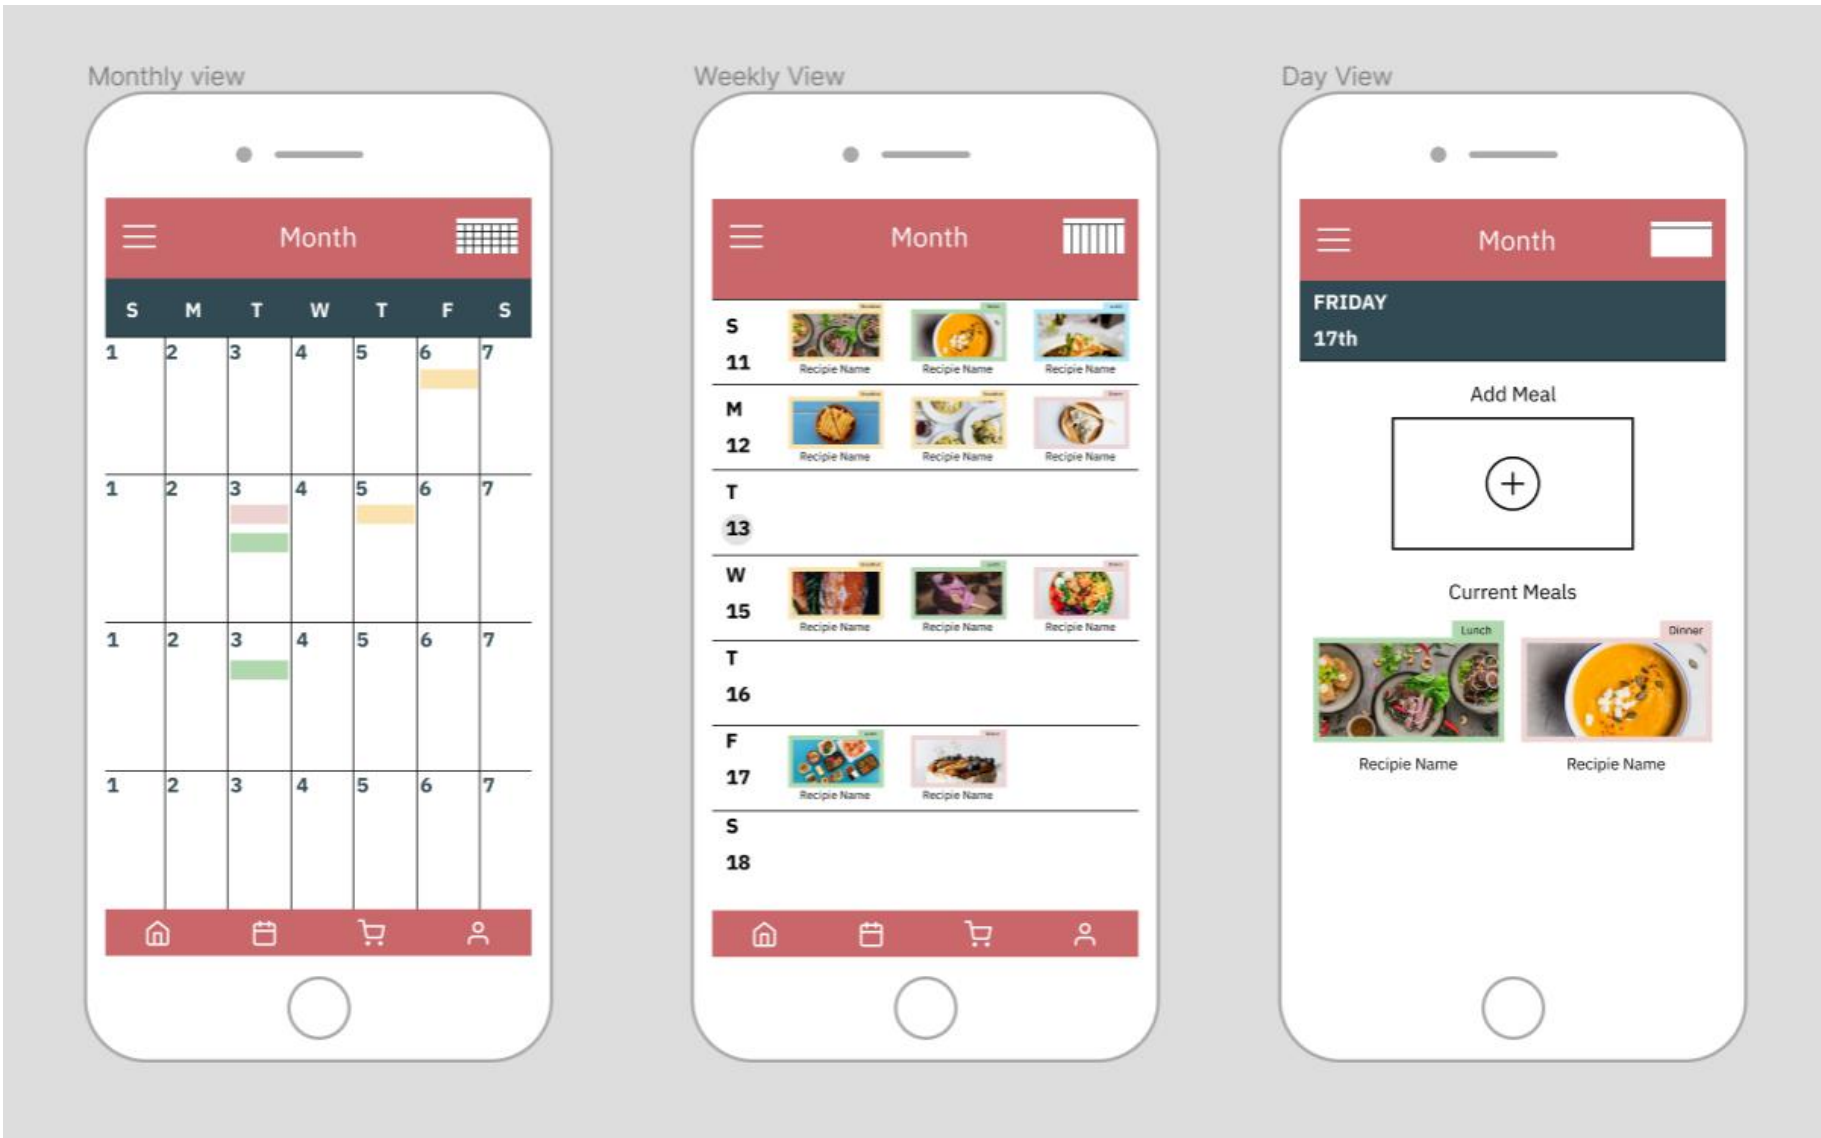 Monthly view
Month
S M T W T F S
1 2 3 4 5 6 7
1 2 3 4 5 6 7
1 2 3 4 5 6 7
1 2 3 4 5 6 7
Weekly View
Month
S
11
Recipie Name Recipie Name Recipie Name
M
12
Recipie Name Recipie Name Recipie Name
T
13
W
15
Recipie Name Recipie Name Recipie Name
T
16
F
17
Recipie Name Recipie Name
S
18
Day View
Month
FRIDAY
17th
Add Meal
Current Meals
Lunch Dinner
Recipie Name Recipie Name